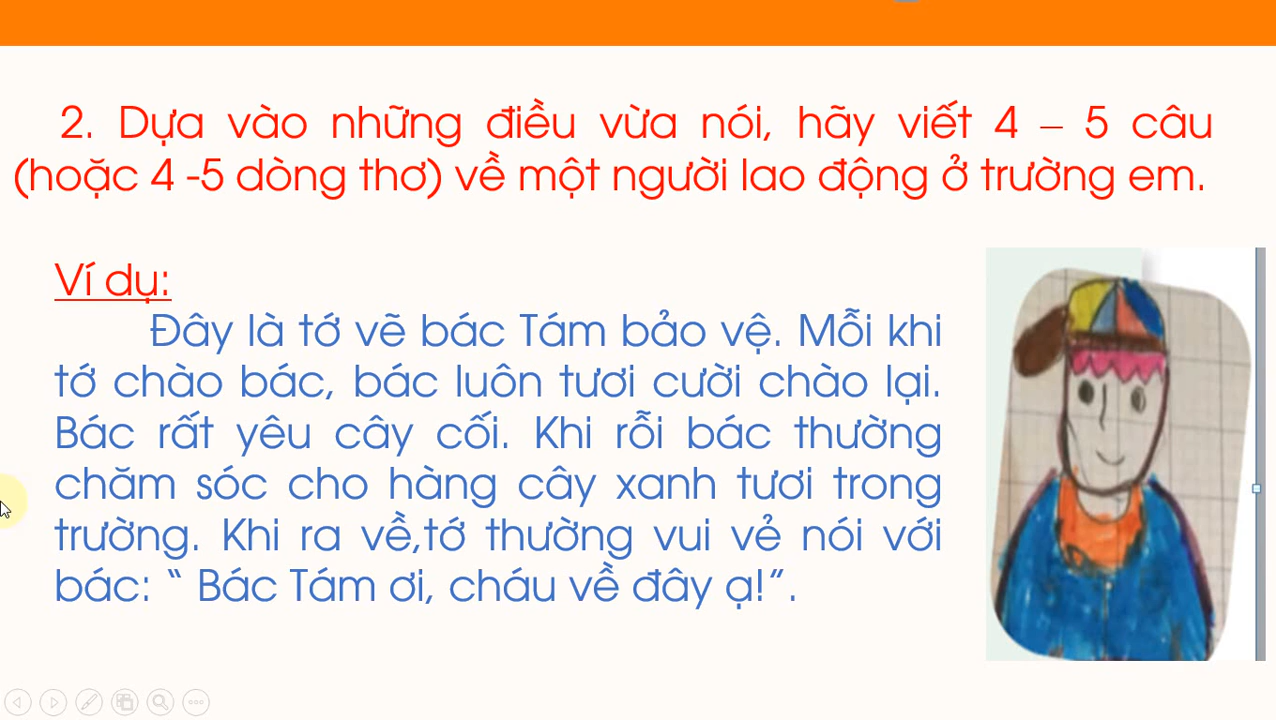 2. Dựa vào những điều vừa nói, hãy viết 4 – 5 câu
(hoặc 4 -5 dòng thơ) về một người lao động ở trường em.
Ví dụ:
Đây là tớ vẽ bác Tám bảo vệ. Mỗi khi
tớ chào bác, bác luôn tươi cười chào lại.
Bác rất yêu cây cối. Khi rỗi bác thường
chăm sóc cho hàng cây xanh tươi trong
trường. Khi ra về,tớ thường vui vẻ nói với
bác: “ Bác Tám ơi, cháu về đây ạ!”.